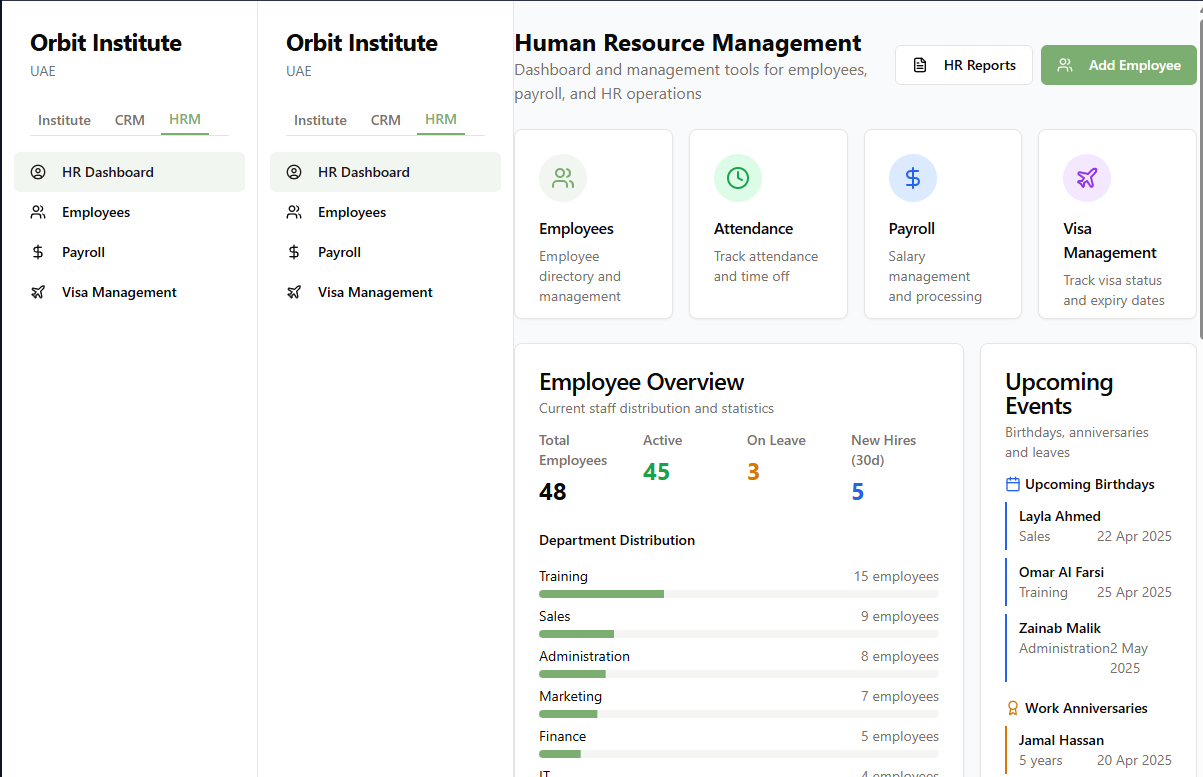 Orbit Institute
UAE
Institute CRM HRM
HR Dashboard
Employees
Payroll
Visa Management
Orbit Institute
UAE
Institute CRM HRM
HR Dashboard
Employees
Payroll
Visa Management
Human Resource Management
Dashboard and management tools for employees,
payroll, and HR operations
HR Reports
Add Employee
Employees
Employee
directory and
management
Attendance
Track attendance
and time off
Payroll
Salary
management
and processing
Visa
Management
Track visa status
and expiry dates
Employee Overview
Current staff distribution and statistics
Total
Employees
48
Active
45
On Leave
3
New Hires
(30d)
5
Department Distribution
Training 15 employees
Sales 9 employees
Administration 8 employees
Marketing 7 employees
Finance 5 employees
IT 4 employees
Upcoming
Events
Birthdays, anniversaries
and leaves
Upcoming Birthdays
Layla Ahmed
Sales 22 Apr 2025
Omar Al Farsi
Training 25 Apr 2025
Zainab Malik
Administration2 May
2025
Work Anniversaries
Jamal Hassan
5 years 20 Apr 2025